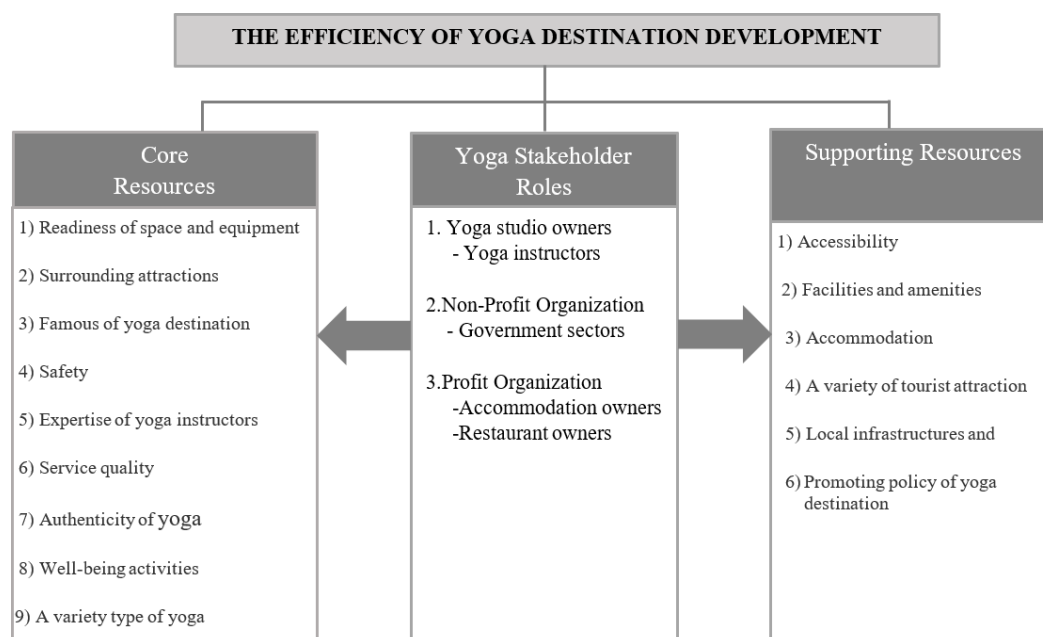 THE EFFICIENCY OF YOGA DESTINATION DEVELOPMENT
Core
Resources
1) Readiness of space and equipment
2) Surrounding attractions
3) Famous of yoga destination
4) Safety
5) Expertise of yoga instructors
6) Service quality
7) Authenticity of yoga
8) Well-being activities
9) A variety type of yoga
Yoga Stakeholder
Roles
1. Yoga studio owners
- Yoga instructors
2.Non-Profit Organization
- Government sectors
3.Profit Organization
-Accommodation owners
-Restaurant owners
Supporting Resources
1) Accessibility
2) Facilities and amenities
3) Accommodation
4) A variety of tourist attraction
5) Local infrastructures and
6) Promoting policy of yoga
destination